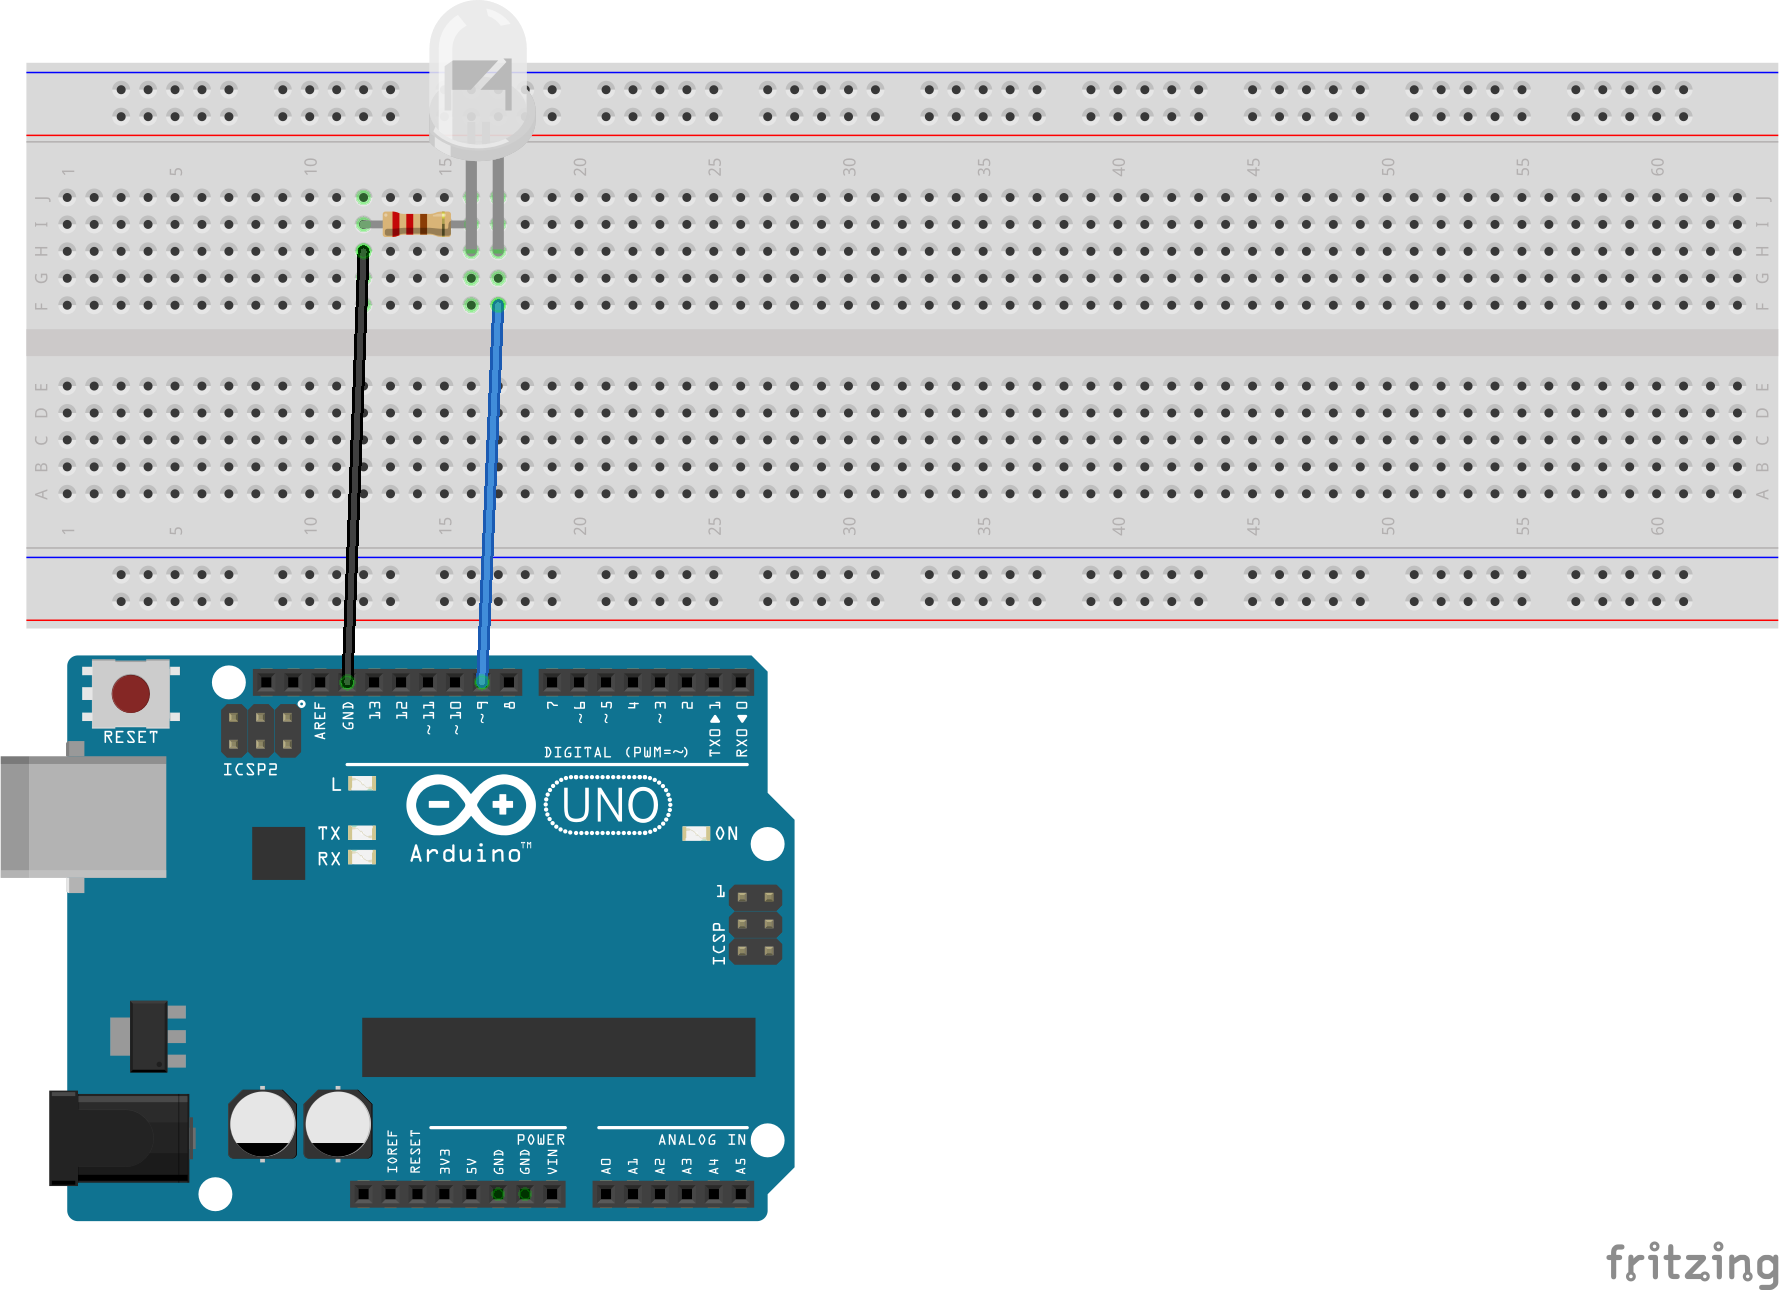 1 5 10 15 20 25 30 35 40 45 50 55 60
J J
I I
H H
G G
F F
E E
D D
C C
B B
A A
1 5 10 15 20 25 30 35 40 45 50 55 60
RESET
ICSP2
AREF GND 13 12 ~11 ~10 ~9 8 7 ~6 ~5 4 ~3 2 TX0▶1 RX0◀0
DIGITAL (PWM=~)
L
TX
RX
UNO
Arduino™
ON
1
ICSP
IOREF RESET 3V3 5V GND GND VIN
POWER
ANALOG IN
A0 A1 A2 A3 A4 A5
fritzing